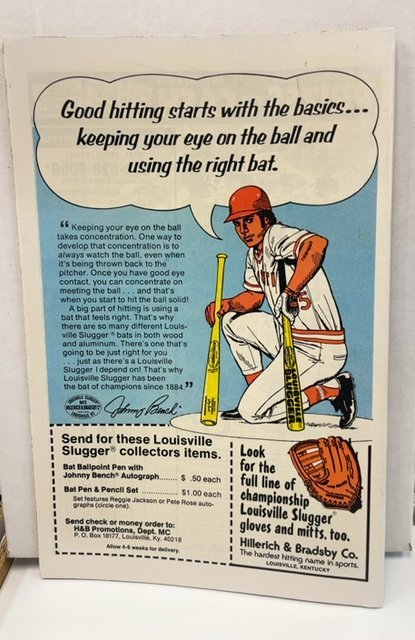 Good hitting starts with the basics...
keeping your eye on the ball and
using the right bat.
“ Keeping your eye on the ball
takes concentration. One way to
develop that concentration is to
always watch the ball, even when
it's being thrown back to the
pitcher. Once you have good eye
contact, you can concentrate on
meeting the ball . . . and that's
when you start to hit the ball solid!
A big part of hitting is using a
bat that feels right. That's why
there are so many different Louis-
ville Slugger® bats in both wood
and aluminum. There's one that's
going to be just right for you
. . . just as there's a Louisville
Slugger I depend on! That's why
Louisville Slugger has been
the bat of champions since 1884.”
HILLERICH & BRADSBY Co
Johnny Bench
5
LOUISVILLE
SLUGGER
Send for these Louisville
Slugger® collectors items.
Bat Ballpoint Pen with
Johnny Bench® Autograph........ $ .50 each
Bat Pen & Pencil Set .............. $1.00 each
Set features Reggie Jackson or Pete Rose auto-
graphs (circle one).
Send check or money order to:
H&B Promotions, Dept. MC
P. O. Box 18177, Louisville, Ky. 40218
Allow 4-6 weeks for delivery.
Look
for the
full line of
championship
Louisville Slugger®
gloves and mitts, too.
Hillerich & Bradsby Co.
The hardest hitting name in sports.
LOUISVILLE, KENTUCKY